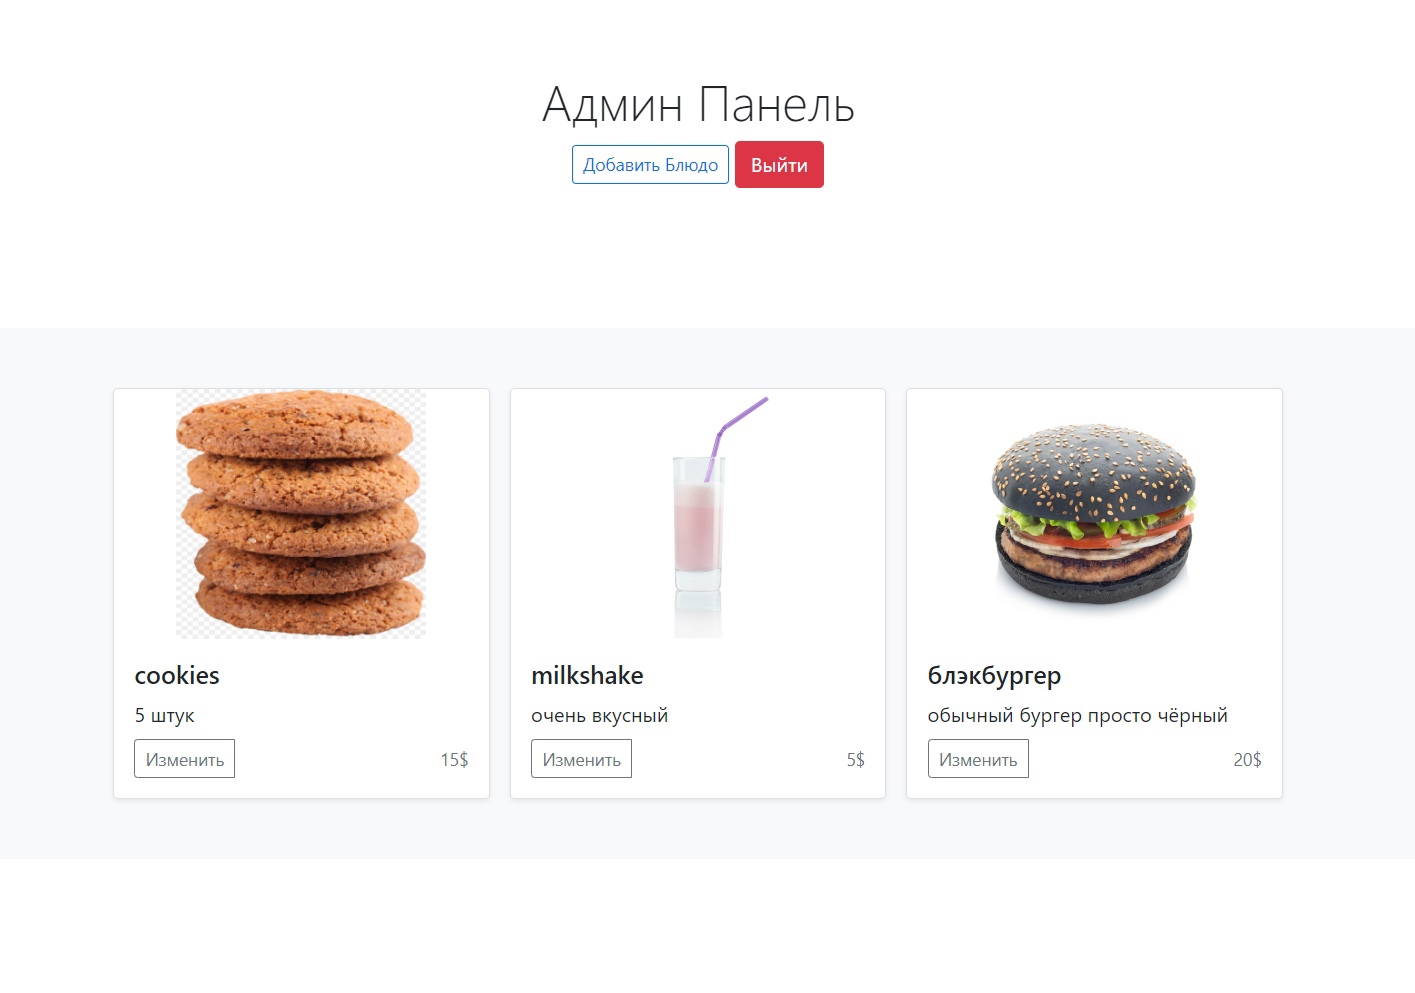 Админ Панель
Добавить Блюдо Выйти
cookies
5 штук
Изменить 15$
milkshake
очень вкусный
Изменить 5$
блэкбургер
обычный бургер просто чёрный
Изменить 20$